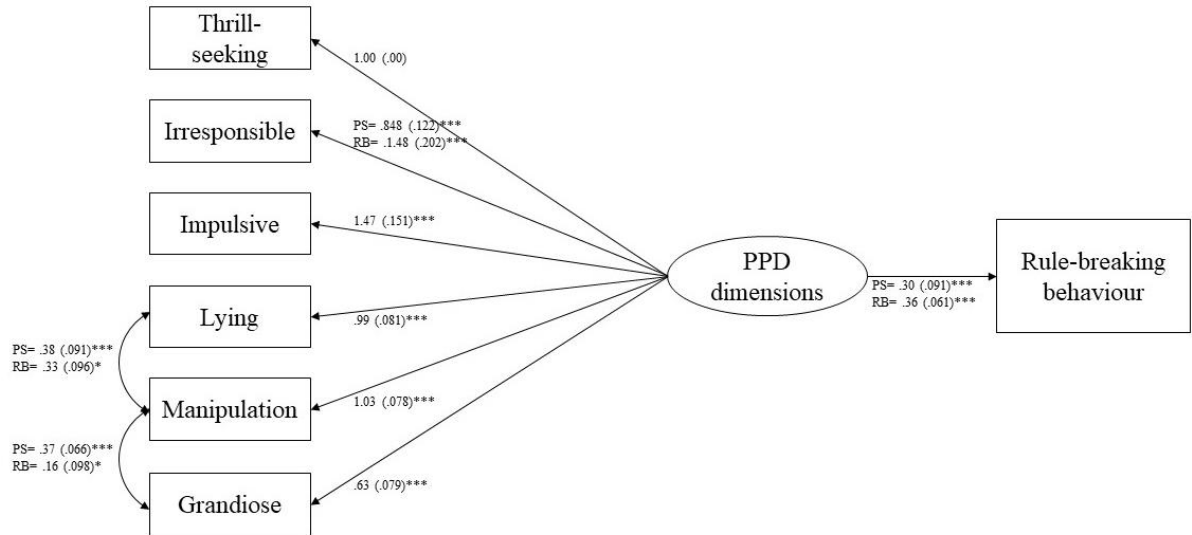 Thrill-
seeking
1.00 (.00)
Irresponsible
PS= .848 (.122)***
RB= .1.48 (.202)***
Impulsive
1.47 (.151)***
PPD
dimensions
PS= .30 (.091)***
RB= .36 (.061)***
Rule-breaking
behaviour
Lying
.99 (.081)***
PS= .38 (.091)***
RB= .33 (.096)*
Manipulation
1.03 (.078)***
PS= .37 (.066)***
RB= .16 (.098)*
Grandiose
.63 (.079)***